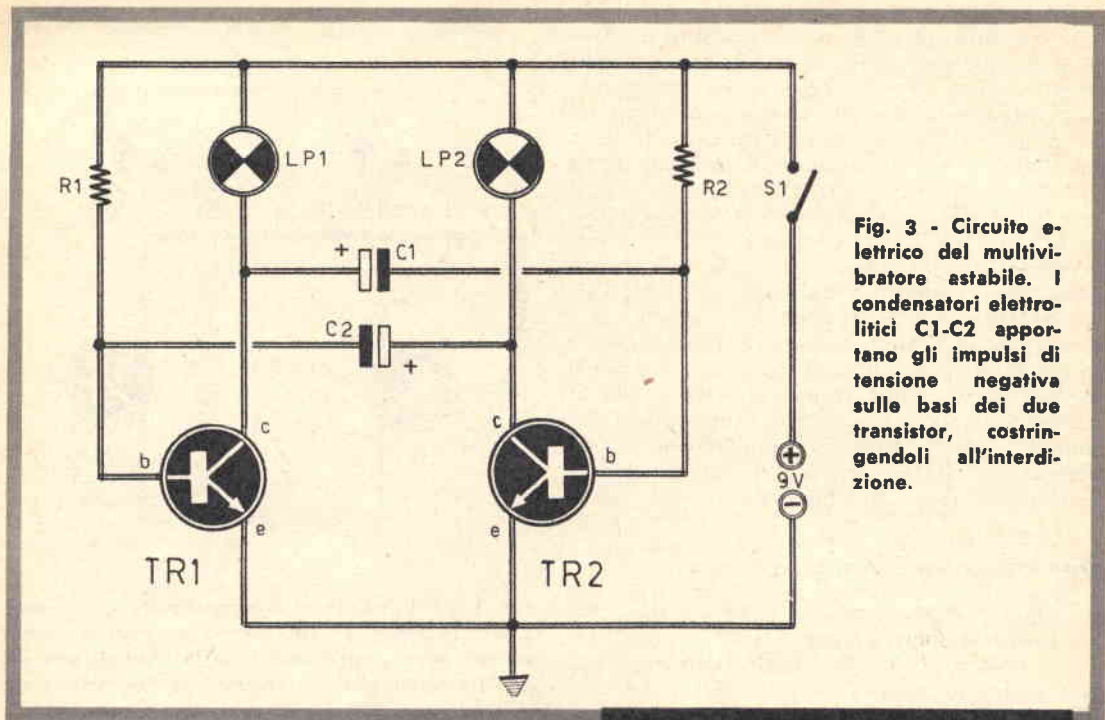 R1
LP1
LP2
R2
S1
+
C1
C2
+
b
c
e
TR1
c
b
e
TR2
+
9V
−
Fig. 3 - Circuito e-
lettrico del multivi-
bratore astabile. I
condensatori elettro-
litici C1-C2 appor-
tano gli impulsi di
tensione negativa
sulle basi dei due
transistor, costrin-
gendoli all'interdi-
zione.